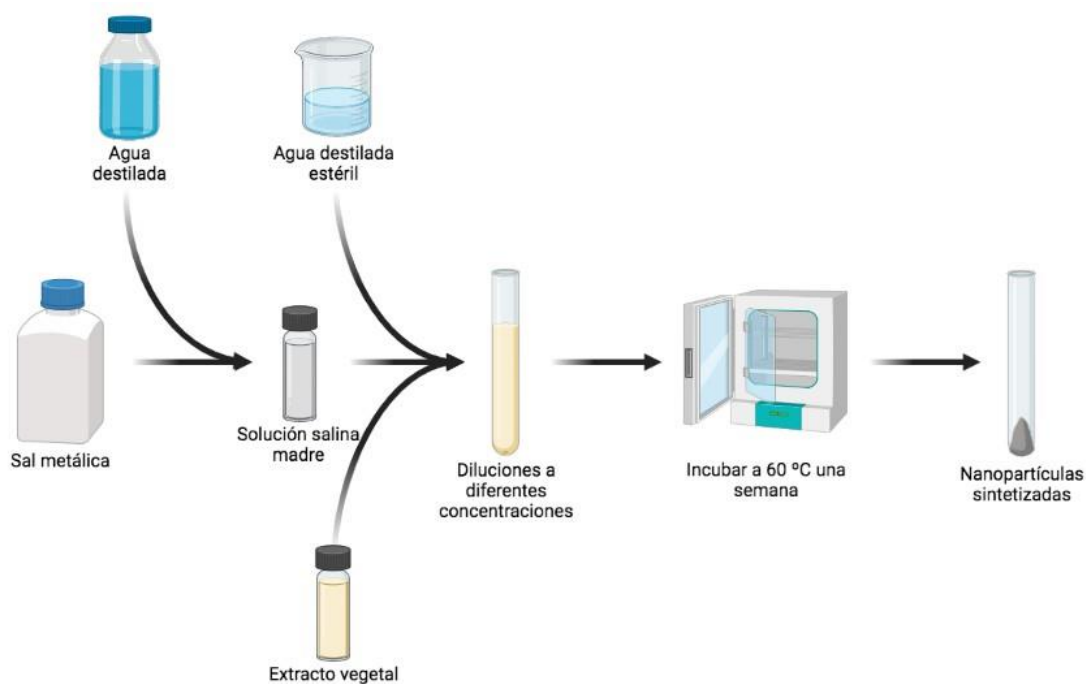 Agua
destilada
Agua destilada
estéril
Sal metálica
Solución salina
madre
Diluciones a
diferentes
concentraciones
Incubar a 60 ºC una
semana
Nanopartículas
sintetizadas
Extracto vegetal